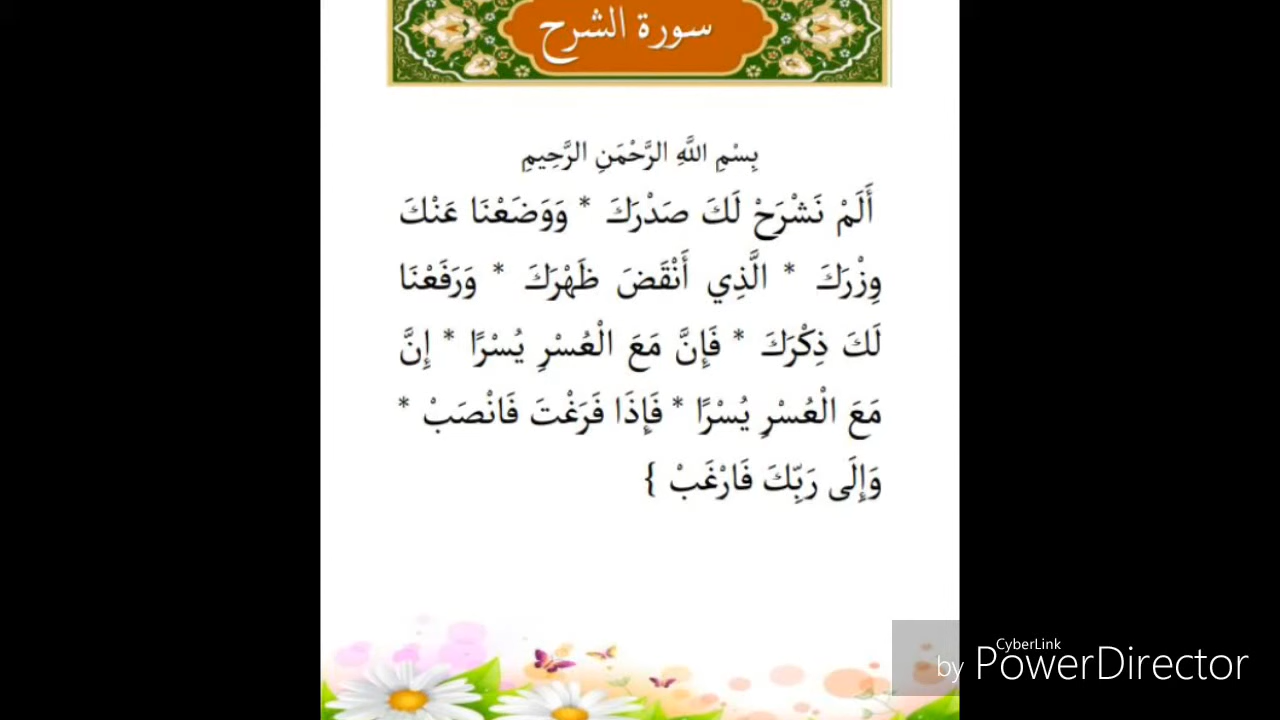 سورة الشرح
بِسْمِ اللَّهِ الرَّحْمَنِ الرَّحِيمِ
أَلَمْ نَشْرَحْ لَكَ صَدْرَكَ * وَوَضَعْنَا عَنْكَ
وِزْرَكَ * الَّذِي أَنْقَضَ ظَهْرَكَ * وَرَفَعْنَا
لَكَ ذِكْرَكَ * فَإِنَّ مَعَ الْعُسْرِ يُسْرًا * إِنَّ
مَعَ الْعُسْرِ يُسْرًا * فَإِذَا فَرَغْتَ فَانْصَبْ *
وَإِلَى رَبِّكَ فَارْغَبْ }
CyberLink
by PowerDirector